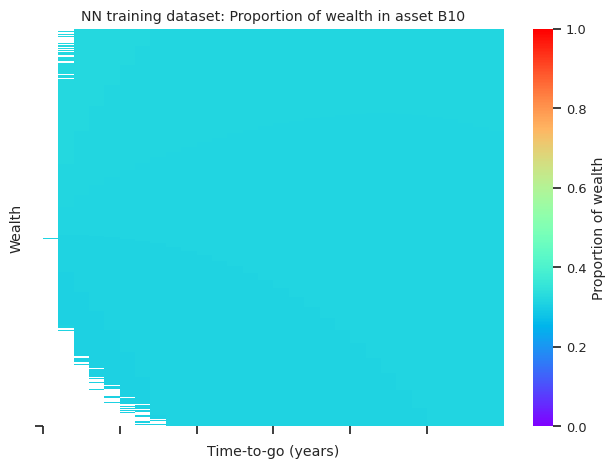 NN training dataset: Proportion of wealth in asset B10
Wealth
Time-to-go (years)
1.0
0.8
0.6
0.4
0.2
0.0
Proportion of wealth